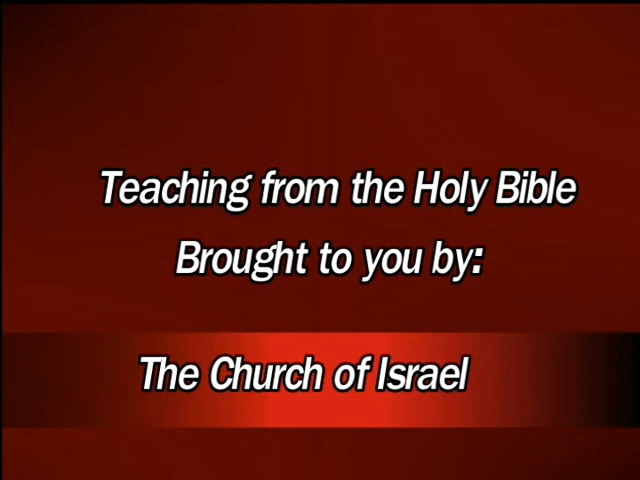 Teaching from the Holy Bible
Brought to you by:
The Church of Israel